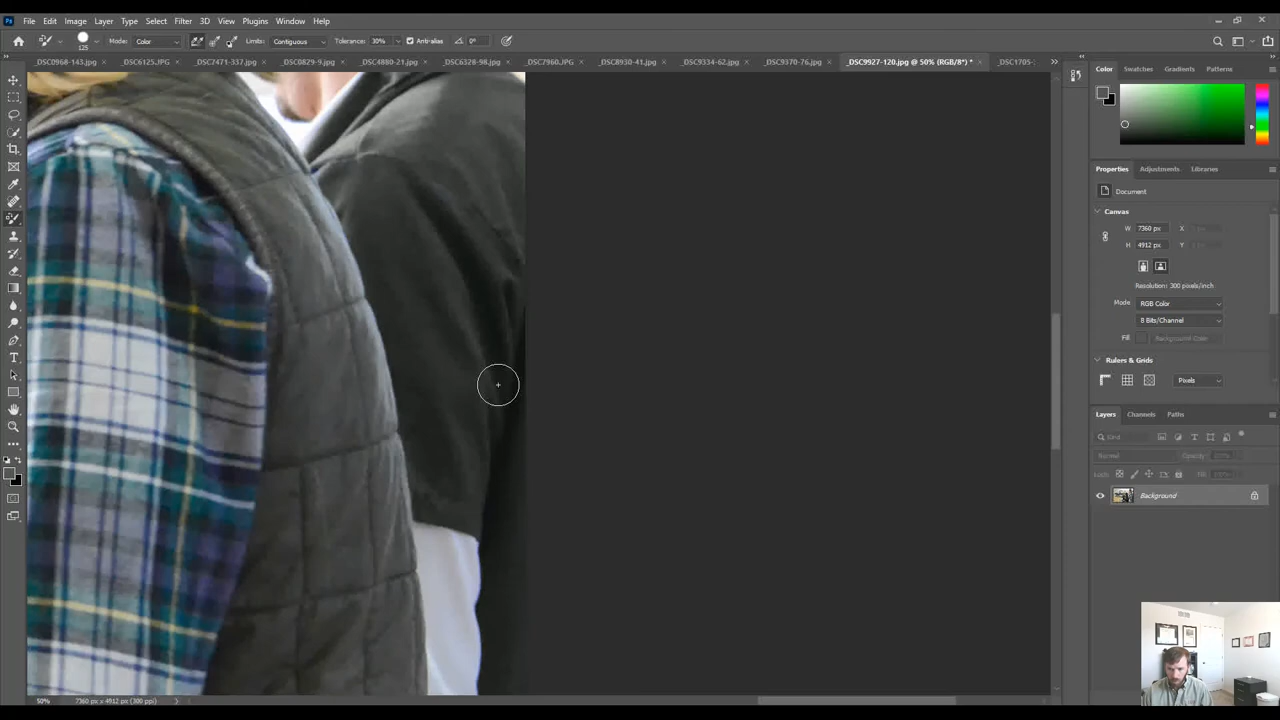 Ps File Edit Image Layer Type Select Filter 3D View Plugins Window Help
125 Mode: Color Limits: Contiguous Tolerance: 30% Anti-alias 0°
_DSC0968-143.jpg × _DSC6125.JPG × _DSC7471-337.jpg × _DSC0829-9.jpg × _DSC4880-21.jpg × _DSC6328-98.jpg × _DSC7960.JPG × _DSC8930-41.jpg × _DSC9334-62.jpg × _DSC9370-76.jpg × _DSC9927-120.jpg @ 50% (RGB/8*) * × _DSC1705-
Color Swatches Gradients Patterns
Properties Adjustments Libraries
Document
Canvas
W 7360 px X
H 4912 px Y
Resolution: 300 pixels/inch
Mode RGB Color
8 Bits/Channel
Fill Background Color
Rulers & Grids
Pixels
Layers Channels Paths
Kind
Normal Opacity: 100%
Locks: Fill: 100%
Background
50% 7360 px x 4912 px (300 ppi)